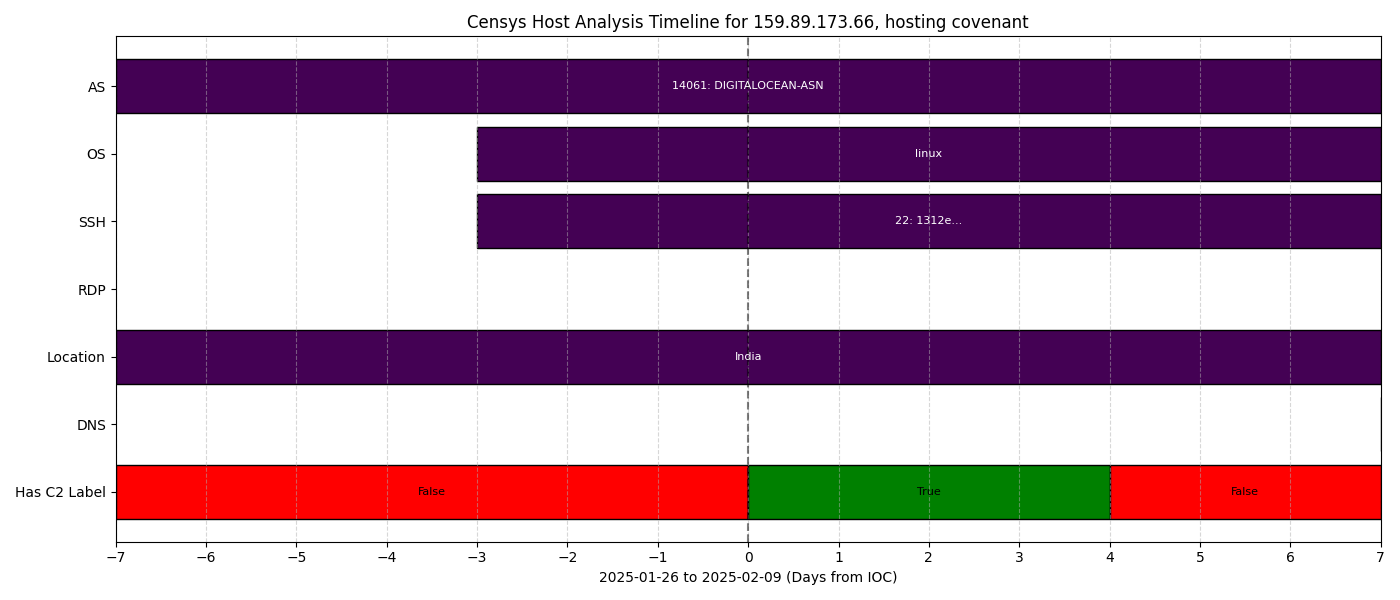 Censys Host Analysis Timeline for 159.89.173.66, hosting covenant
AS
14061: DIGITALOCEAN-ASN
OS
linux
SSH
22: 1312e...
RDP
Location
India
DNS
Has C2 Label
False
True
False
−7 −6 −5 −4 −3 −2 −1 0 1 2 3 4 5 6 7
2025-01-26 to 2025-02-09 (Days from IOC)